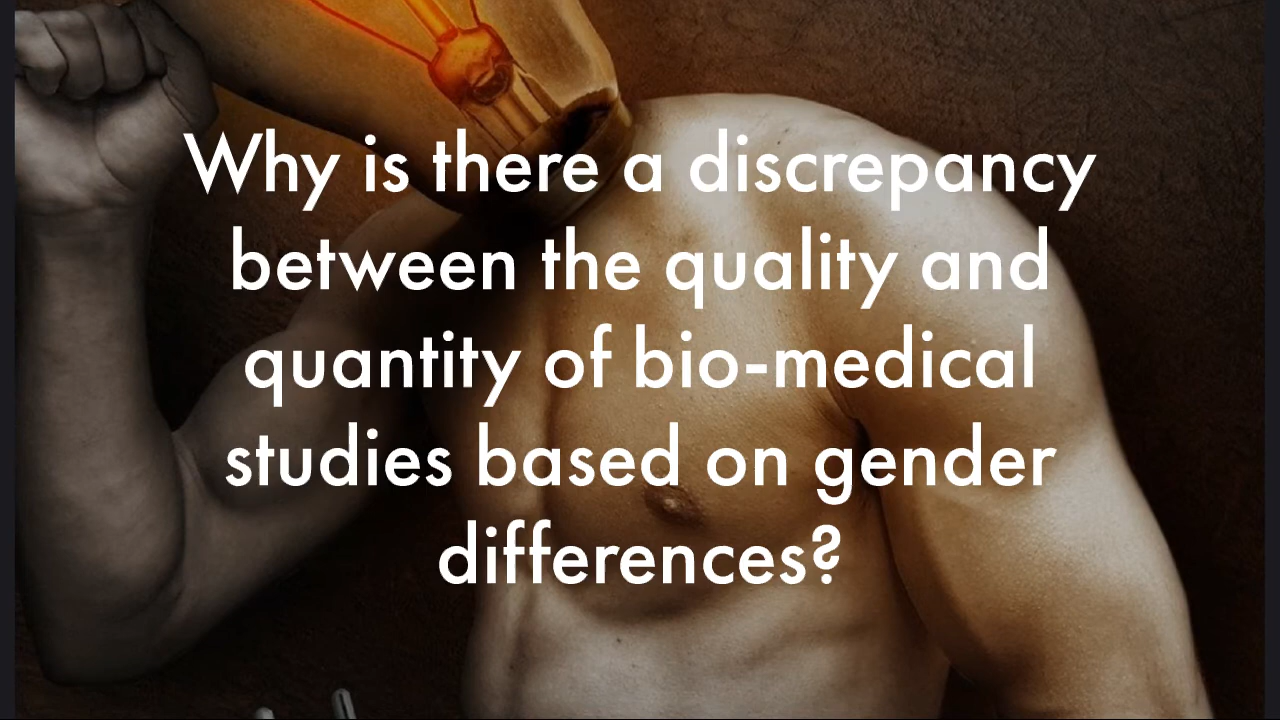 Why is there a discrepancy
between the quality and
quantity of bio-medical
studies based on gender
differences?